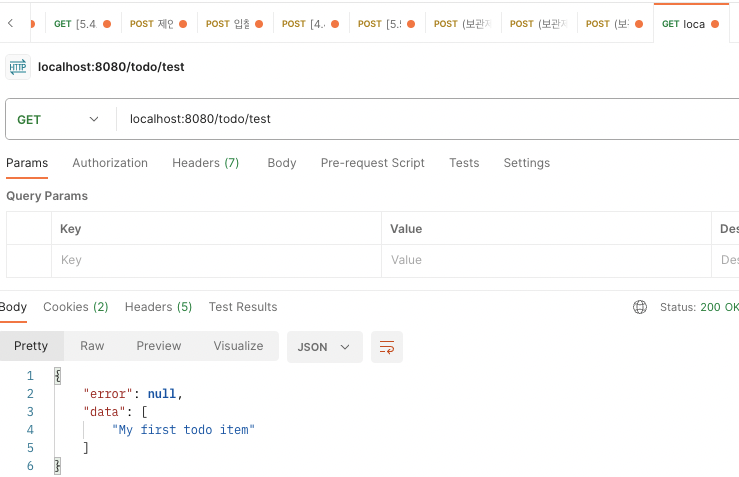 GET [5.4. POST 제안 POST 입찰 POST [4. POST [5.5 POST (보관 POST (보관 POST (보 GET loca
HTTP localhost:8080/todo/test
GET localhost:8080/todo/test
Params Authorization Headers (7) Body Pre-request Script Tests Settings
Query Params
Key Value Des
Key Value Des
Body Cookies (2) Headers (5) Test Results Status: 200 OK
Pretty Raw Preview Visualize JSON
1 {
2 "error": null,
3 "data": [
4 "My first todo item"
5 ]
6 }